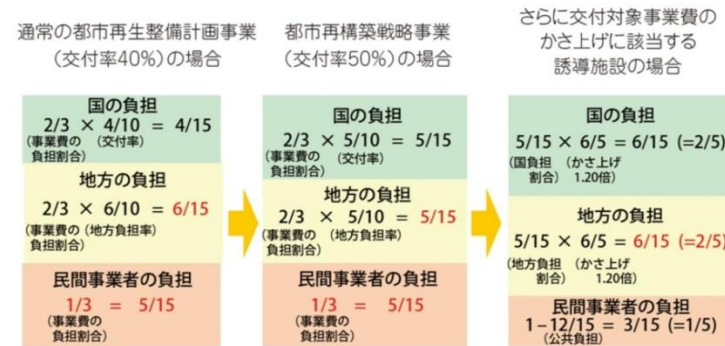 通常の都市再生整備計画事業
(交付率40%)の場合
国の負担
2/3 × 4/10 = 4/15
(事業費の (交付率)
負担割合)
地方の負担
2/3 × 6/10 = 6/15
(事業費の (地方負担率)
負担割合)
民間事業者の負担
1/3 = 5/15
(事業費の
負担割合)
都市再構築戦略事業
(交付率50%)の場合
国の負担
2/3 × 5/10 = 5/15
(事業費の (交付率)
負担割合)
地方の負担
2/3 × 5/10 = 5/15
(事業費の (地方負担率)
負担割合)
民間事業者の負担
1/3 = 5/15
(事業費の
負担割合)
さらに交付対象事業費の
かさ上げに該当する
誘導施設の場合
国の負担
5/15 × 6/5 = 6/15 (=2/5)
(国負担 (かさ上げ
割合) 1.20倍)
地方の負担
5/15 × 6/5 = 6/15 (=2/5)
(地方負担 (かさ上げ
割合) 1.20倍)
民間事業者の負担
1-12/15 = 3/15 (=1/5)
(公共負担)